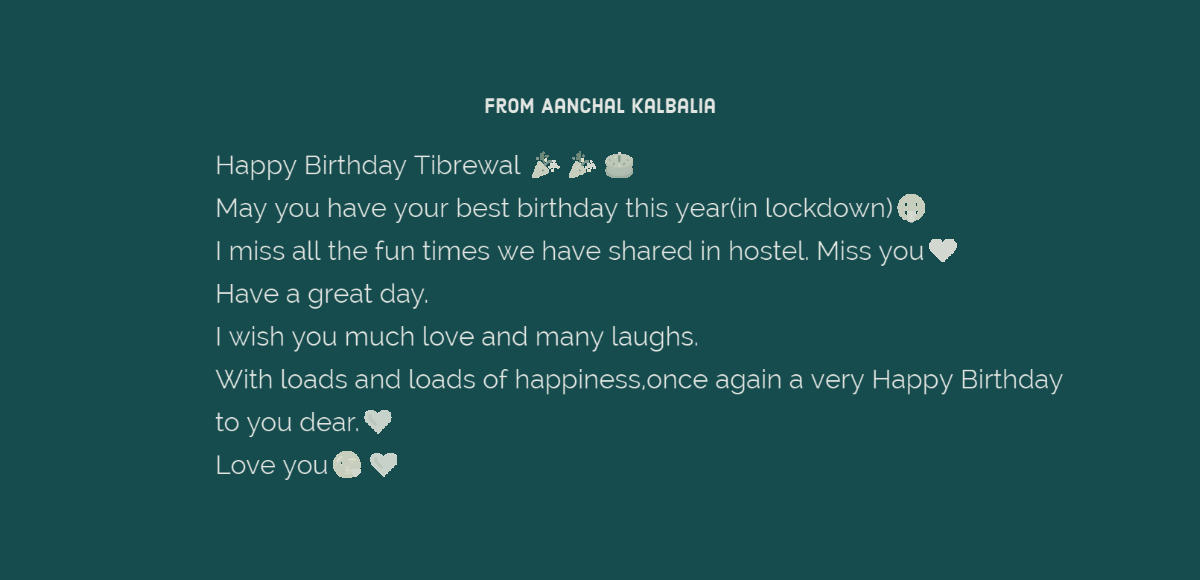 FROM AANCHAL KALBALIA
Happy Birthday Tibrewal 🎉 🎉 🎂
May you have your best birthday this year(in lockdown)
I miss all the fun times we have shared in hostel. Miss you❤
Have a great day.
I wish you much love and many laughs.
With loads and loads of happiness,once again a very Happy Birthday
to you dear.❤
Love you😘 ❤